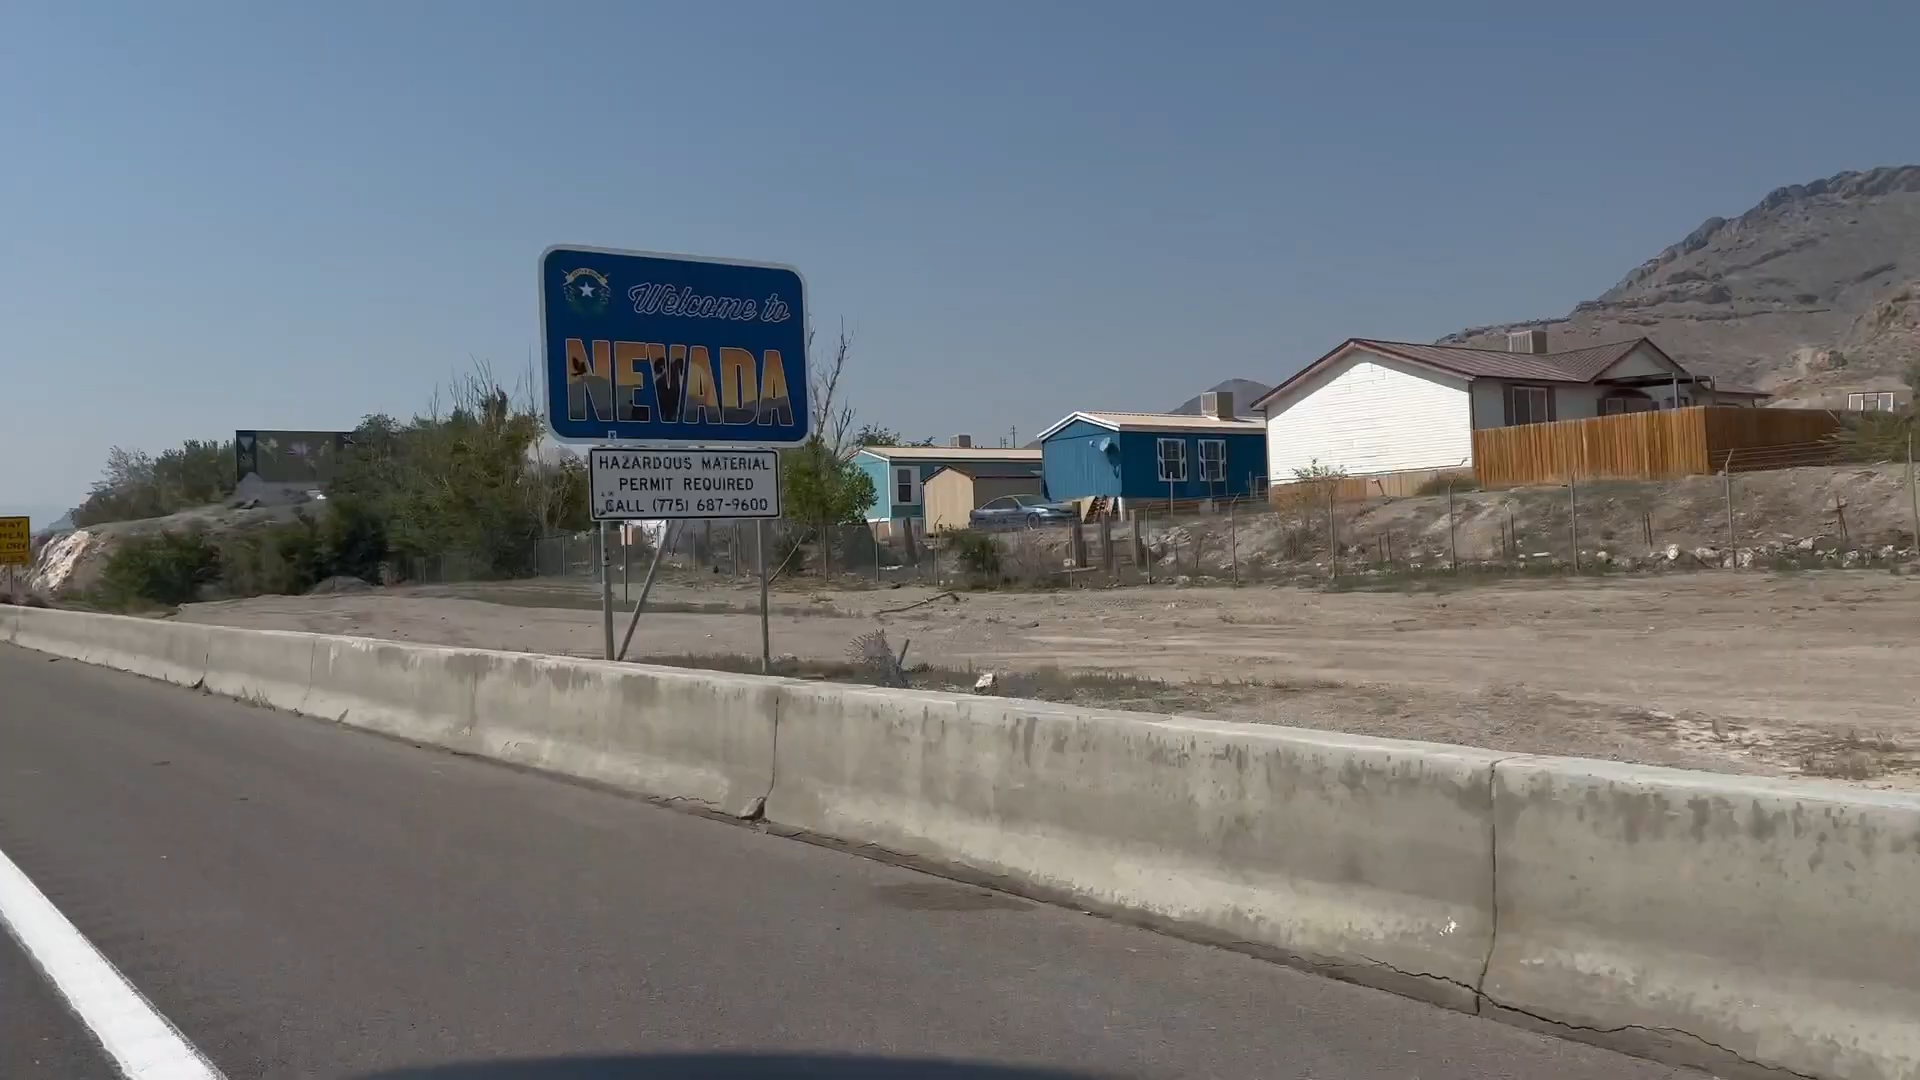 Welcome to
NEVADA
HAZARDOUS MATERIAL
PERMIT REQUIRED
CALL (775) 687-9600